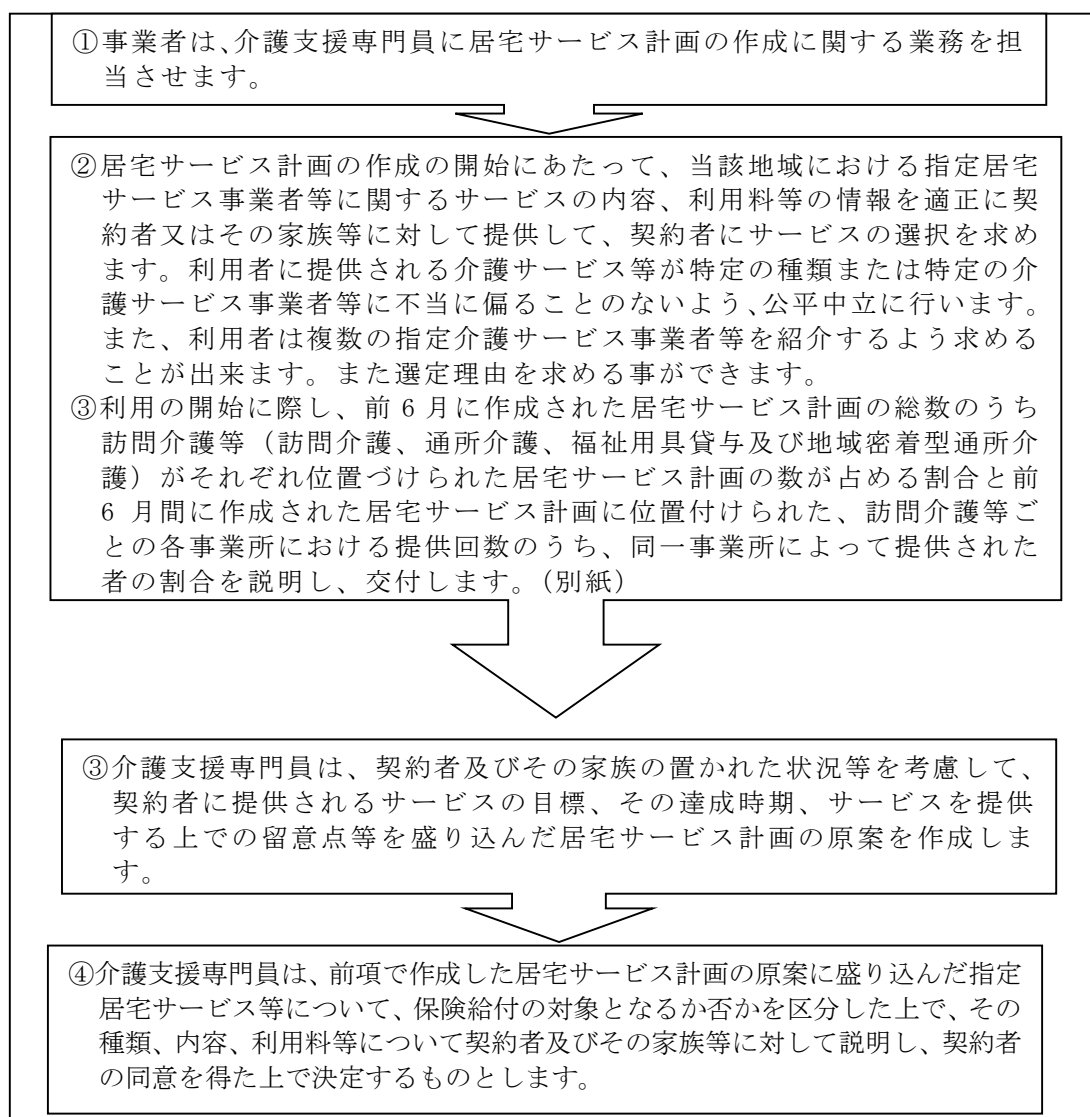 ①事業者は、介護支援専門員に居宅サービス計画の作成に関する業務を担
当させます。
②居宅サービス計画の作成の開始にあたって、当該地域における指定居宅
サービス事業者等に関するサービスの内容、利用料等の情報を適正に契
約者又はその家族等に対して提供して、契約者にサービスの選択を求め
ます。利用者に提供される介護サービス等が特定の種類または特定の介
護サービス事業者等に不当に偏ることのないよう、公平中立に行います。
また、利用者は複数の指定介護サービス事業者等を紹介するよう求める
ことが出来ます。また選定理由を求める事ができます。
③利用の開始に際し、前 6 月に作成された居宅サービス計画の総数のうち
訪問介護等（訪問介護、通所介護、福祉用具貸与及び地域密着型通所介
護）がそれぞれ位置づけられた居宅サービス計画の数が占める割合と前
6 月間に作成された居宅サービス計画に位置付けられた、訪問介護等ご
との各事業所における提供回数のうち、同一事業所によって提供された
者の割合を説明し、交付します。（別紙）
③介護支援専門員は、契約者及びその家族の置かれた状況等を考慮して、
契約者に提供されるサービスの目標、その達成時期、サービスを提供
する上での留意点等を盛り込んだ居宅サービス計画の原案を作成しま
す。
④介護支援専門員は、前項で作成した居宅サービス計画の原案に盛り込んだ指定
居宅サービス等について、保険給付の対象となるか否かを区分した上で、その
種類、内容、利用料等について契約者及びその家族等に対して説明し、契約者
の同意を得た上で決定するものとします。